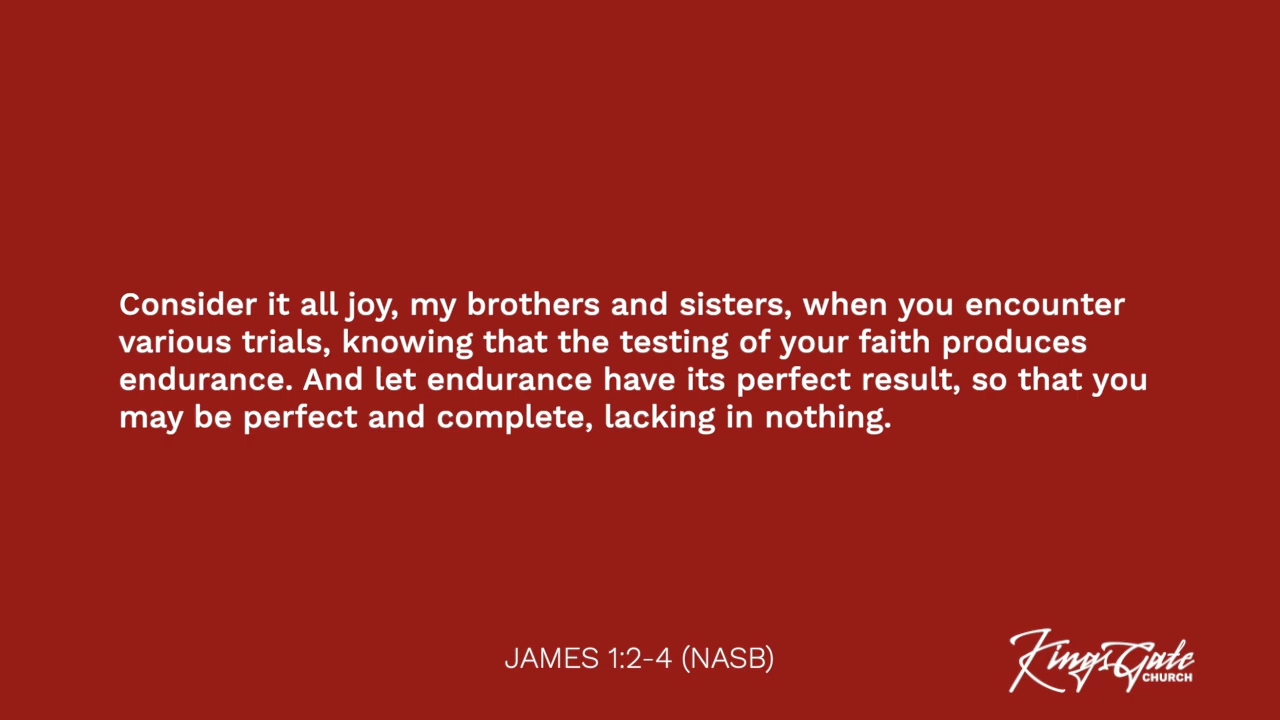 Consider it all joy, my brothers and sisters, when you encounter
various trials, knowing that the testing of your faith produces
endurance. And let endurance have its perfect result, so that you
may be perfect and complete, lacking in nothing.
JAMES 1:2-4 (NASB)
King's Gate
CHURCH